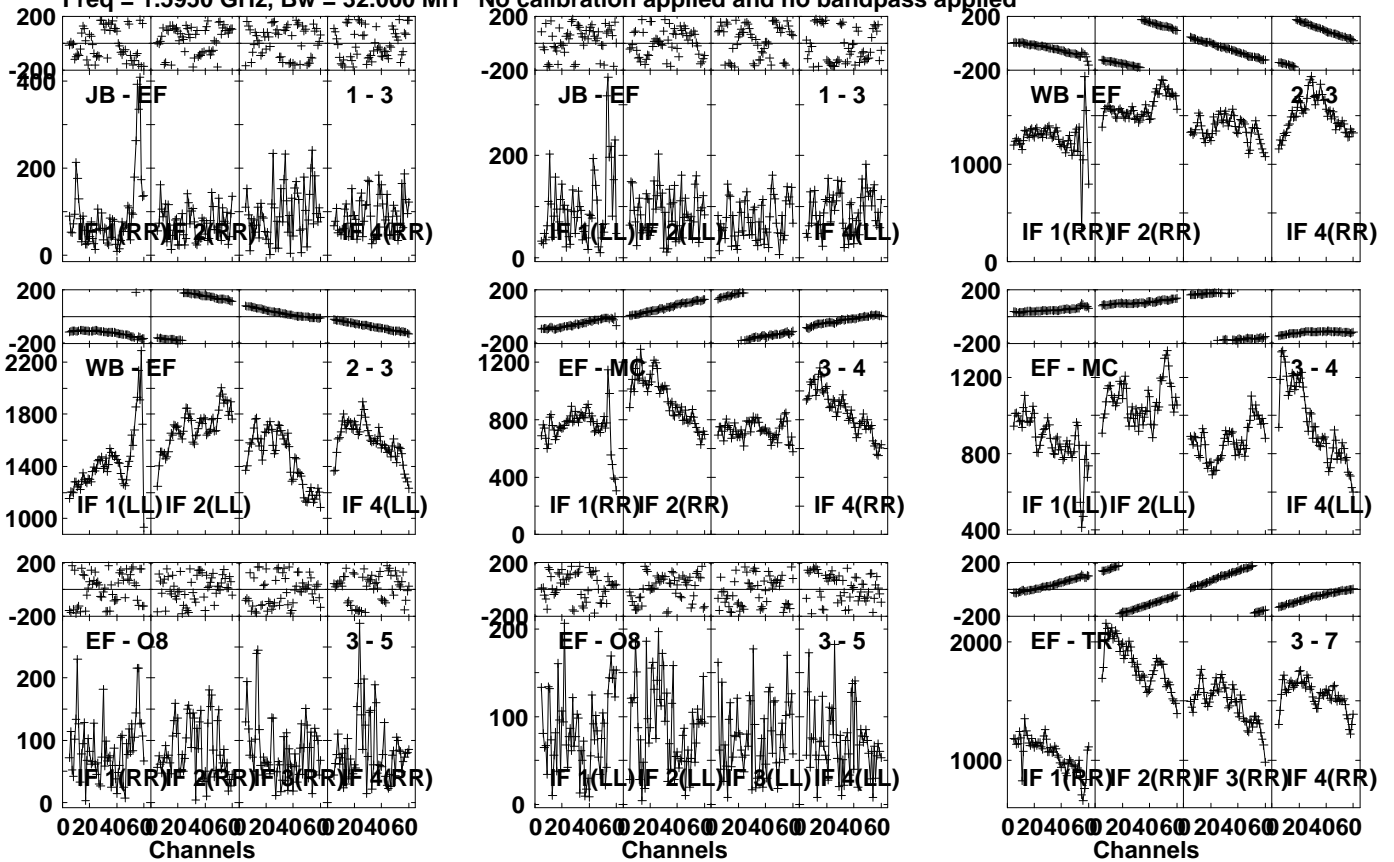 Freq = 1.5950 GHz, Bw = 32.000 MH No calibration applied and no bandpass applied
200
-200
400
200
0
JB - EF
1 - 3
IF 1(RR)
IF 2(RR)
IF 4(RR)
200
-200
200
0
JB - EF
1 - 3
IF 1(LL)
IF 2(LL)
IF 4(LL)
200
-200
1000
0
WB - EF
2 - 3
IF 1(RR)
IF 2(RR)
IF 4(RR)
200
-200
2200
1800
1400
1000
WB - EF
2 - 3
IF 1(LL)
IF 2(LL)
IF 4(LL)
200
-200
1200
800
400
0
EF - MC
3 - 4
IF 1(RR)
IF 2(RR)
IF 4(RR)
200
-200
1200
800
400
EF - MC
3 - 4
IF 1(LL)
IF 2(LL)
IF 4(LL)
200
-200
200
100
0
EF - O8
3 - 5
IF 1(RR)
IF 2(RR)
IF 3(RR)
IF 4(RR)
0 20 40 60 0 20 40 60 0 20 40 60 0 20 40 60
Channels
200
-200
200
100
0
EF - O8
3 - 5
IF 1(LL)
IF 2(LL)
IF 3(LL)
IF 4(LL)
0 20 40 60 0 20 40 60 0 20 40 60 0 20 40 60
Channels
200
-200
2000
1000
EF - TR
3 - 7
IF 1(RR)
IF 2(RR)
IF 3(RR)
IF 4(RR)
0 20 40 60 0 20 40 60 0 20 40 60 0 20 40 60
Channels